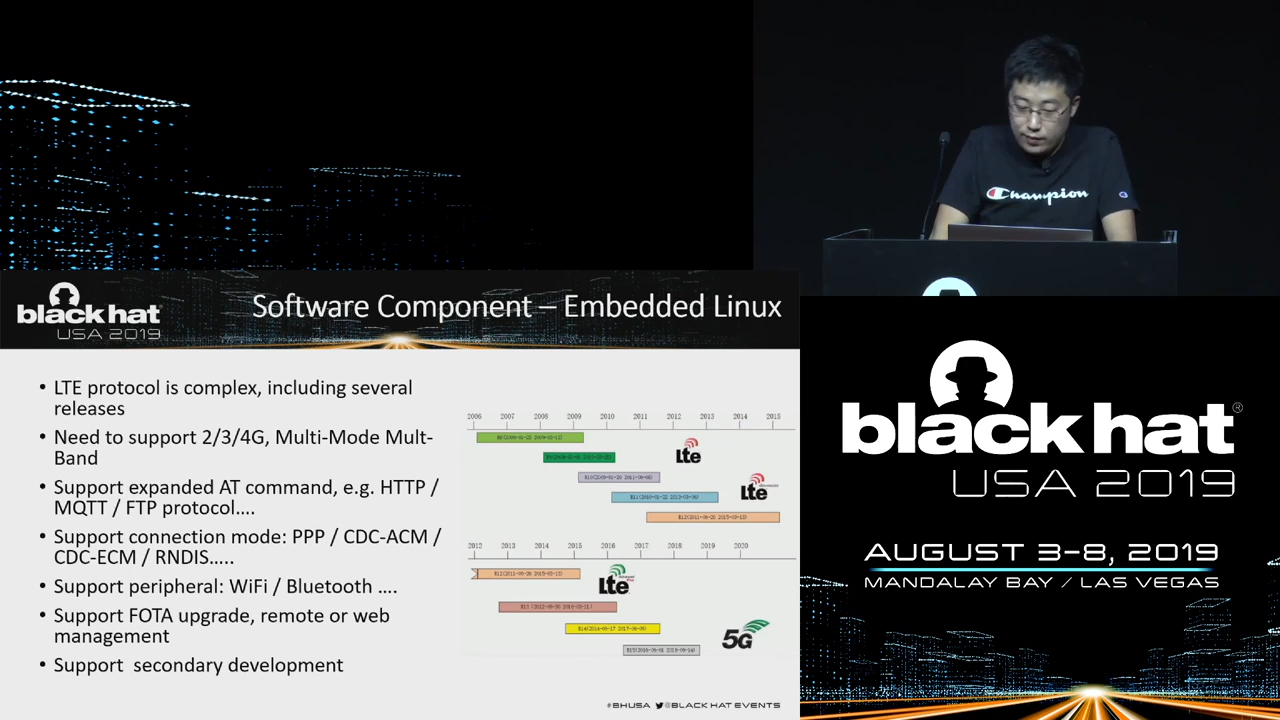 Champion
black hat
USA 2019
Software Component – Embedded Linux
• LTE protocol is complex, including several
releases
• Need to support 2/3/4G, Multi-Mode Mult-
Band
• Support expanded AT command, e.g. HTTP /
MQTT / FTP protocol....
• Support connection mode: PPP / CDC-ACM /
CDC-ECM / RNDIS.....
• Support peripheral: WiFi / Bluetooth ....
• Support FOTA upgrade, remote or web
management
• Support secondary development
2006 2007 2008 2009 2010 2011 2012 2013 2014 2015
Lte
Lte
2012 2013 2014 2015 2016 2017 2018 2019 2020
Lte
5G
#BHUSA @BLACK HAT EVENTS
black hat®
USA 2019
AUGUST 3-8, 2019
MANDALAY BAY / LAS VEGAS